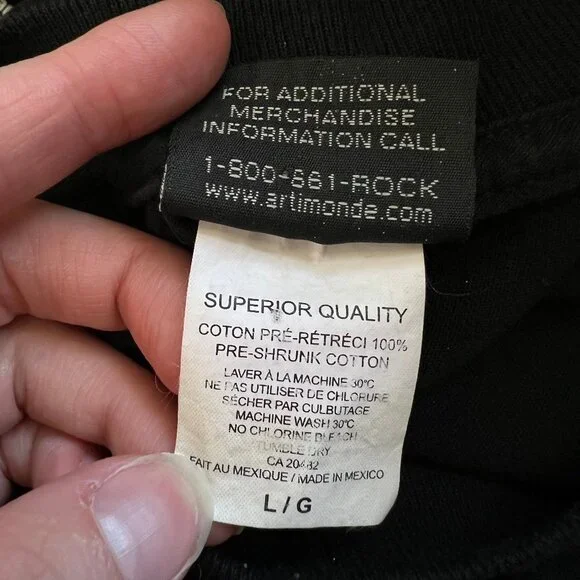 FOR ADDITIONAL
MERCHANDISE
INFORMATION CALL
1-800-861-ROCK
www.artimonde.com
SUPERIOR QUALITY
COTON PRÉ-RÉTRÉCI 100%
PRE-SHRUNK COTTON
LAVER À LA MACHINE 30°C
NE PAS UTILISER DE CHLORURE
SÉCHER PAR CULBUTAGE
MACHINE WASH 30°C
NO CHLORINE BLEACH
TUMBLE DRY
CA 20482
FAIT AU MEXIQUE / MADE IN MEXICO
L / G